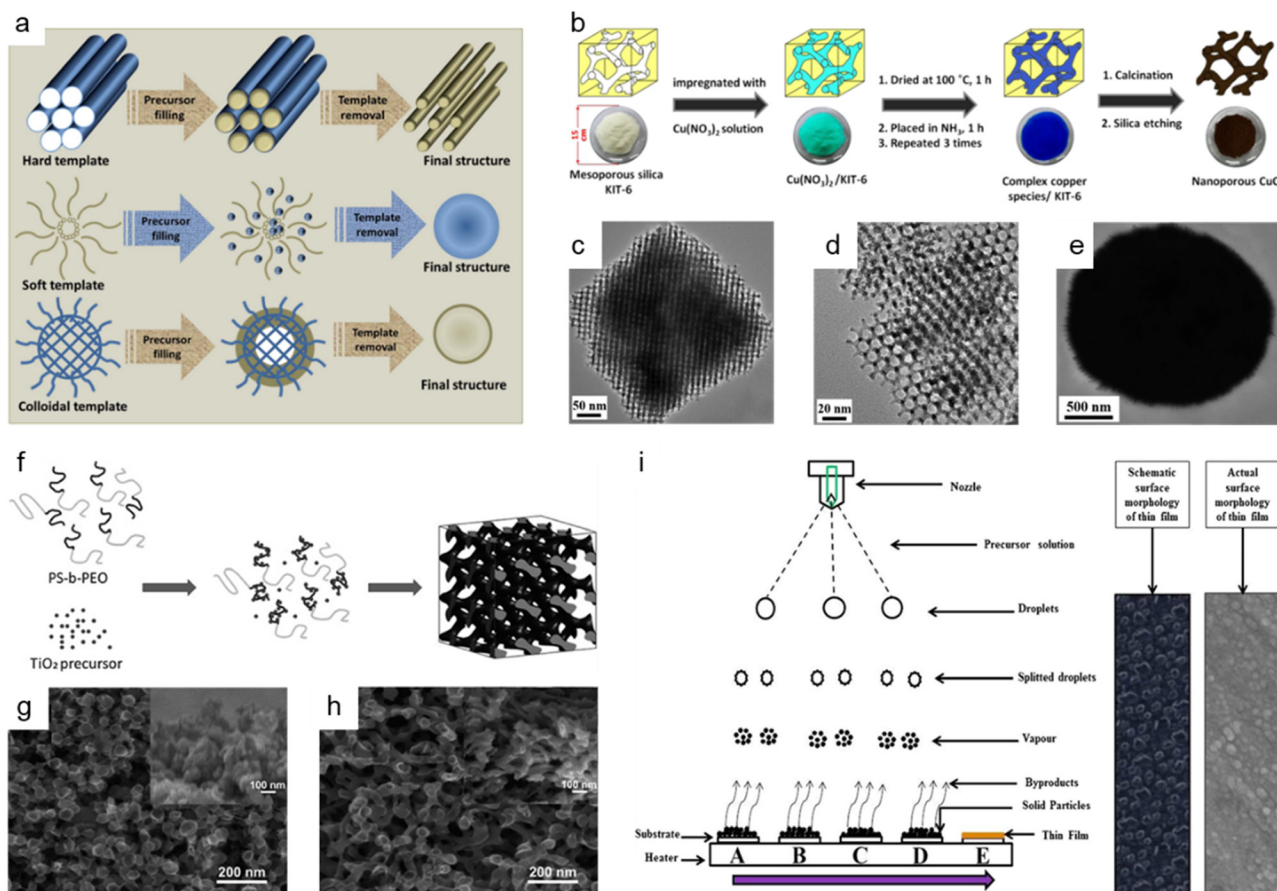 a
Precursor
filling
Template
removal
Hard template
Final structure
Precursor
filling
Template
removal
Soft template
Final structure
Precursor
filling
Template
removal
Colloidal template
Final structure
b
15
cm
Mesoporous silica
KIT-6
impregnated with
Cu(NO₃)₂ solution
Cu(NO₃)₂ /KIT-6
1. Dried at 100 °C, 1 h
2. Placed in NH₃, 1 h
3. Repeated 3 times
Complex copper
species/ KIT-6
1. Calcination
2. Silica etching
Nanoporous CuO
c
50 nm
d
20 nm
e
500 nm
f
PS-b-PEO
TiO₂ precursor
g
100 nm
200 nm
h
100 nm
200 nm
i
Nozzle
Precursor solution
Droplets
Splitted droplets
Vapour
Byproducts
Solid Particles
Substrate
Thin Film
Heater
A B C D E
Schematic
surface
morphology
of thin film
Actual
surface
morphology
of thin film